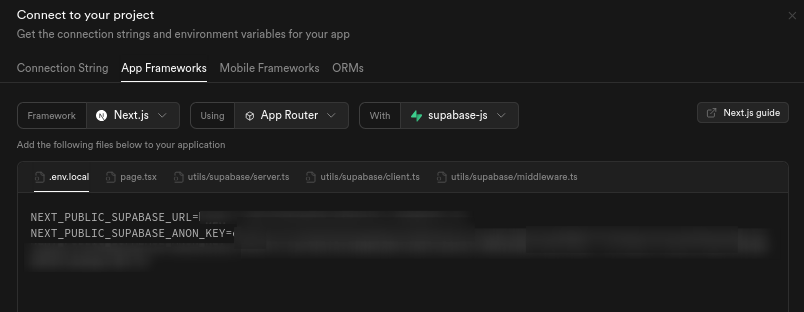 Connect to your project
Get the connection strings and environment variables for your app
Connection String App Frameworks Mobile Frameworks ORMs
Framework Next.js Using App Router With supabase-js Next.js guide
Add the following files below to your application
.env.local page.tsx utils/supabase/server.ts utils/supabase/client.ts utils/supabase/middleware.ts
NEXT_PUBLIC_SUPABASE_URL=
NEXT_PUBLIC_SUPABASE_ANON_KEY=